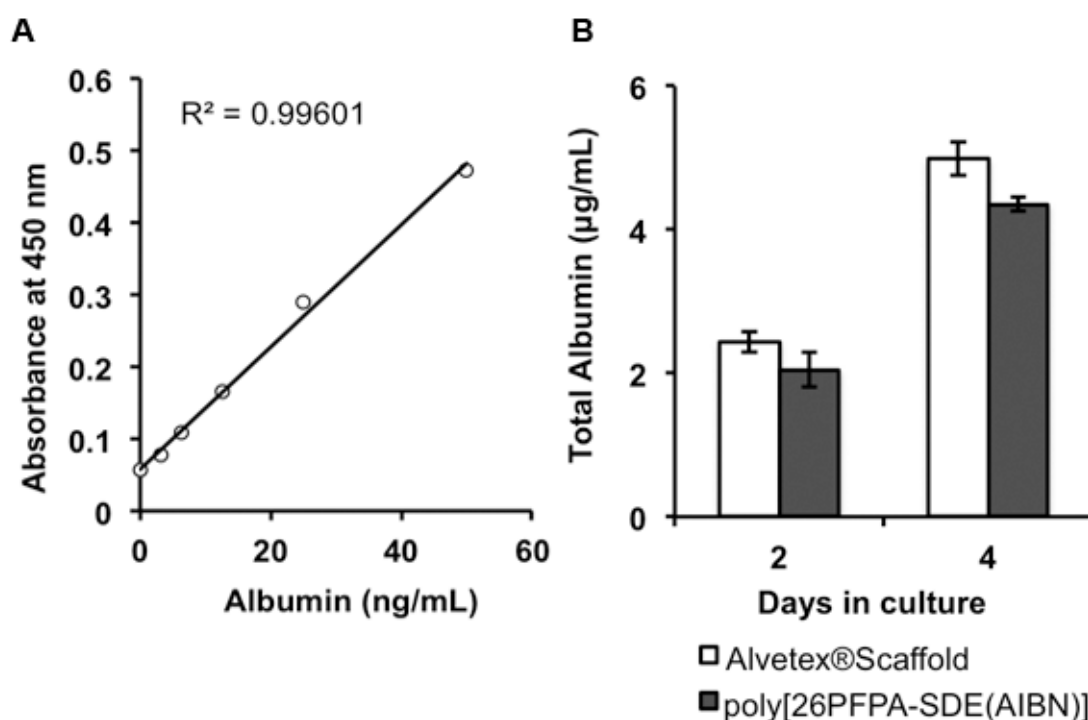 A
R² = 0.99601
Absorbance at 450 nm
0.6
0.5
0.4
0.3
0.2
0.1
0
0 20 40 60
Albumin (ng/mL)
B
Total Albumin (µg/mL)
6
4
2
0
2 4
Days in culture
Alvetex®Scaffold
poly[26PFPA-SDE(AIBN)]